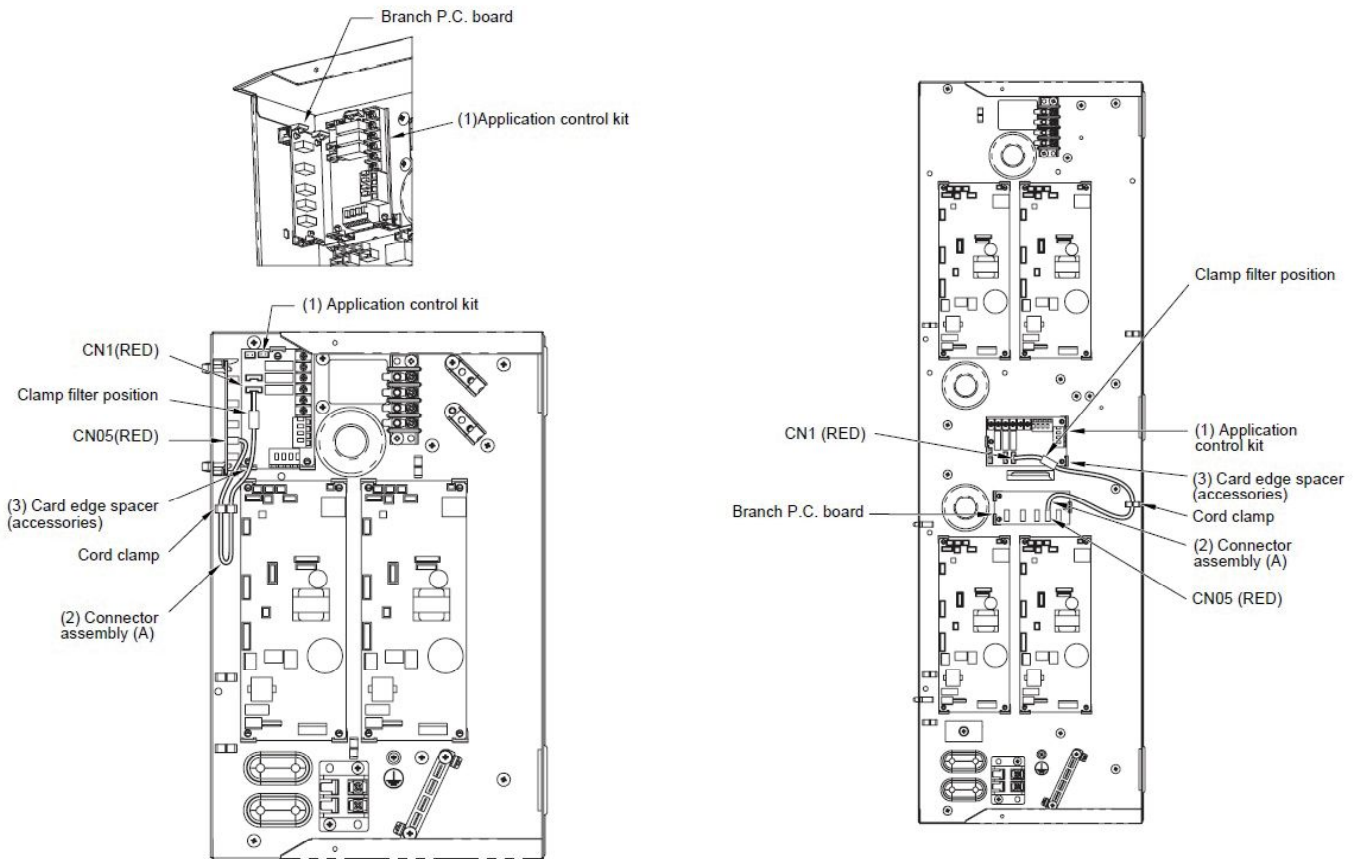 Branch P.C. board
(1)Application control kit
(1) Application control kit
CN1(RED)
Clamp filter position
CN05(RED)
(3) Card edge spacer
(accessories)
Cord clamp
(2) Connector
assembly (A)
Clamp filter position
CN1 (RED)
(1) Application
control kit
(3) Card edge spacer
(accessories)
Branch P.C. board
Cord clamp
(2) Connector
assembly (A)
CN05 (RED)